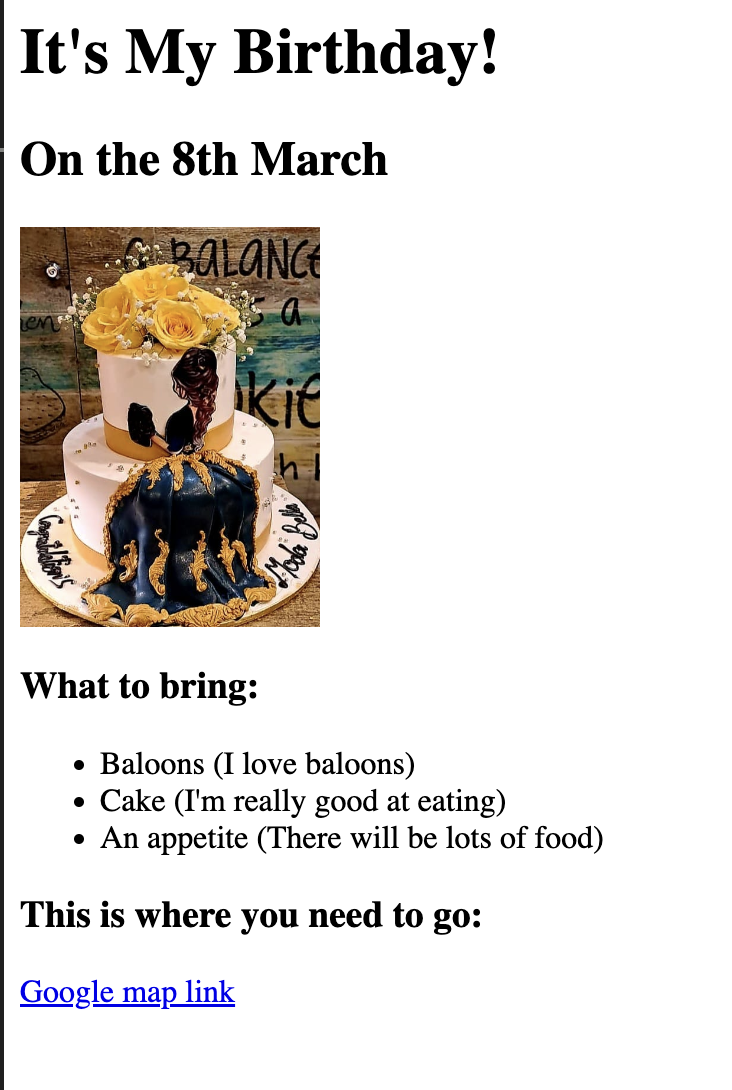 It's My Birthday!
On the 8th March
BALANCE
s a
en
kie
h
Congratulation's
Bella
What to bring:
Baloons (I love baloons)
Cake (I'm really good at eating)
An appetite (There will be lots of food)
This is where you need to go:
Google map link